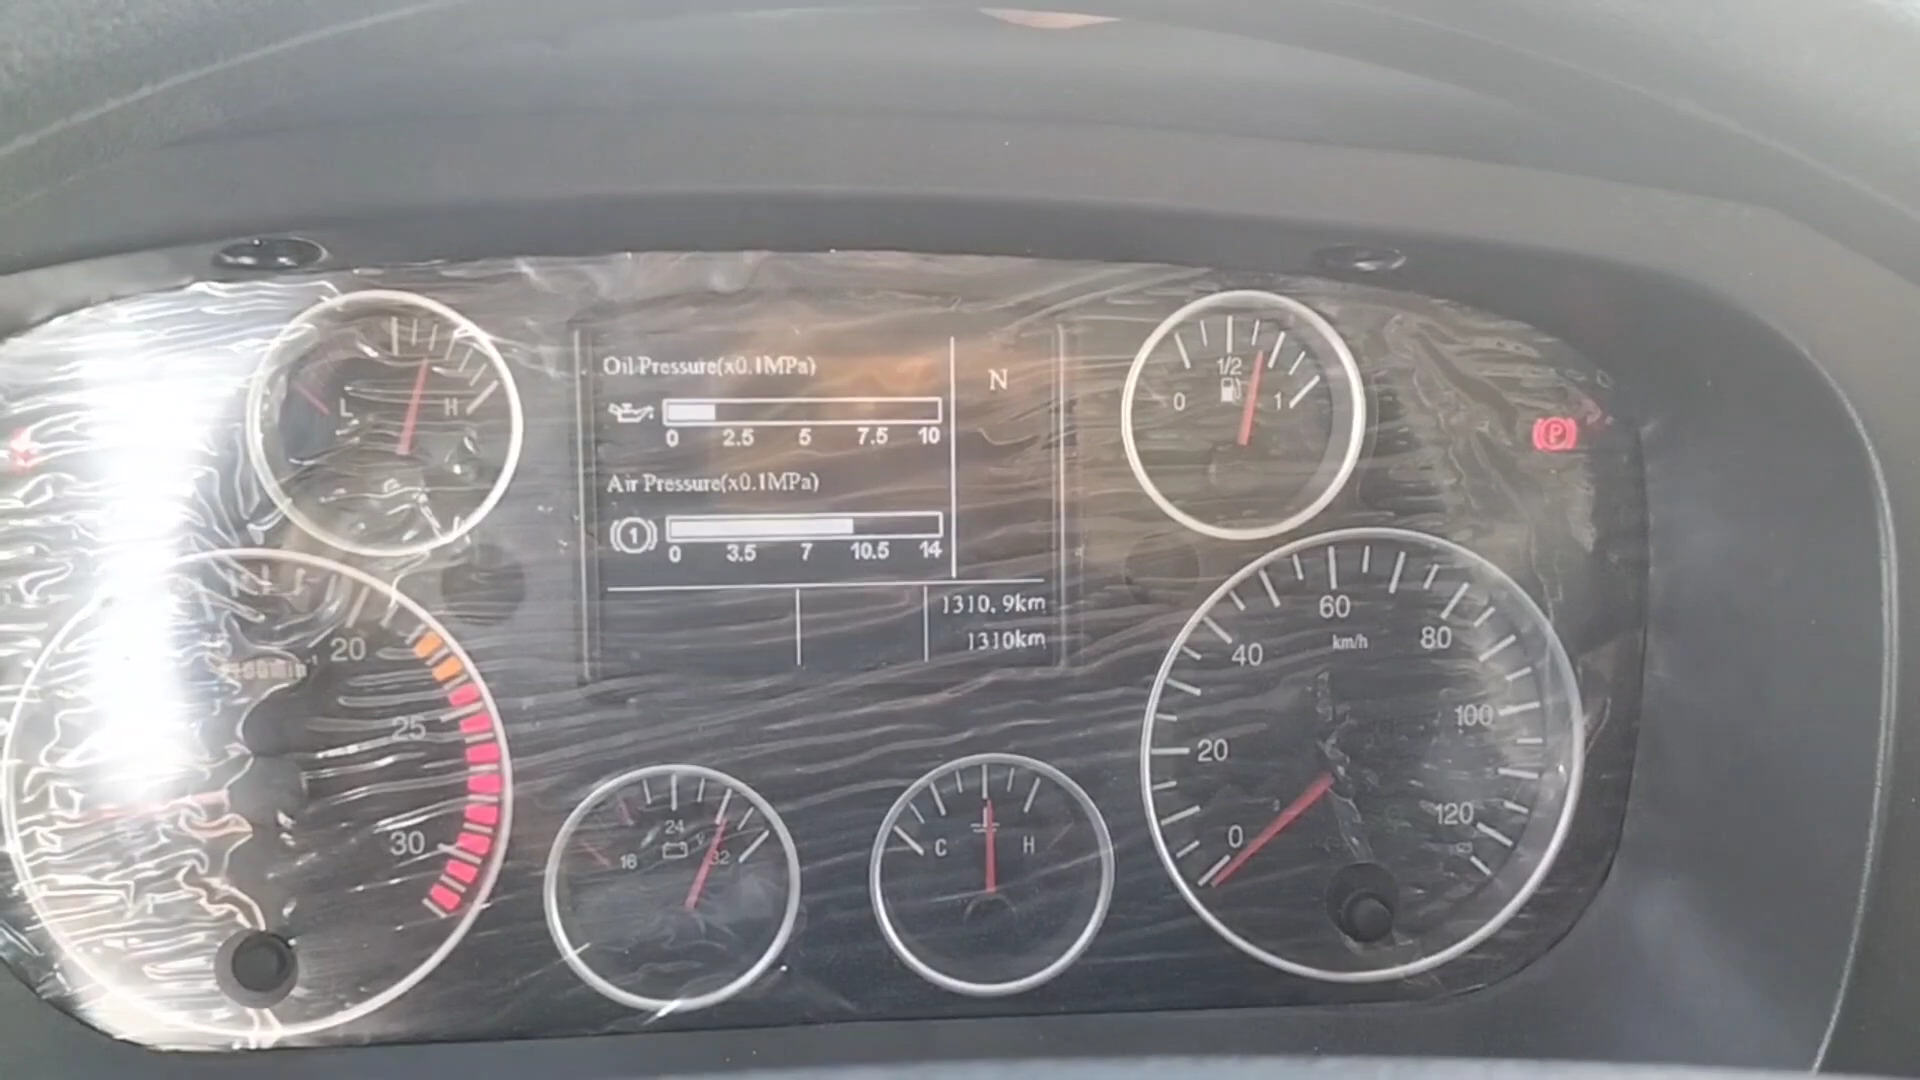 L H
Oil Pressure(x0.1MPa)
N
0 2.5 5 7.5 10
Air Pressure(x0.1MPa)
1
0 3.5 7 10.5 14
1310.9km
1310km
0 1/2 1
P
20
25
30
16 24 32
V
C H
0 20 40 60 80 100 120
km/h